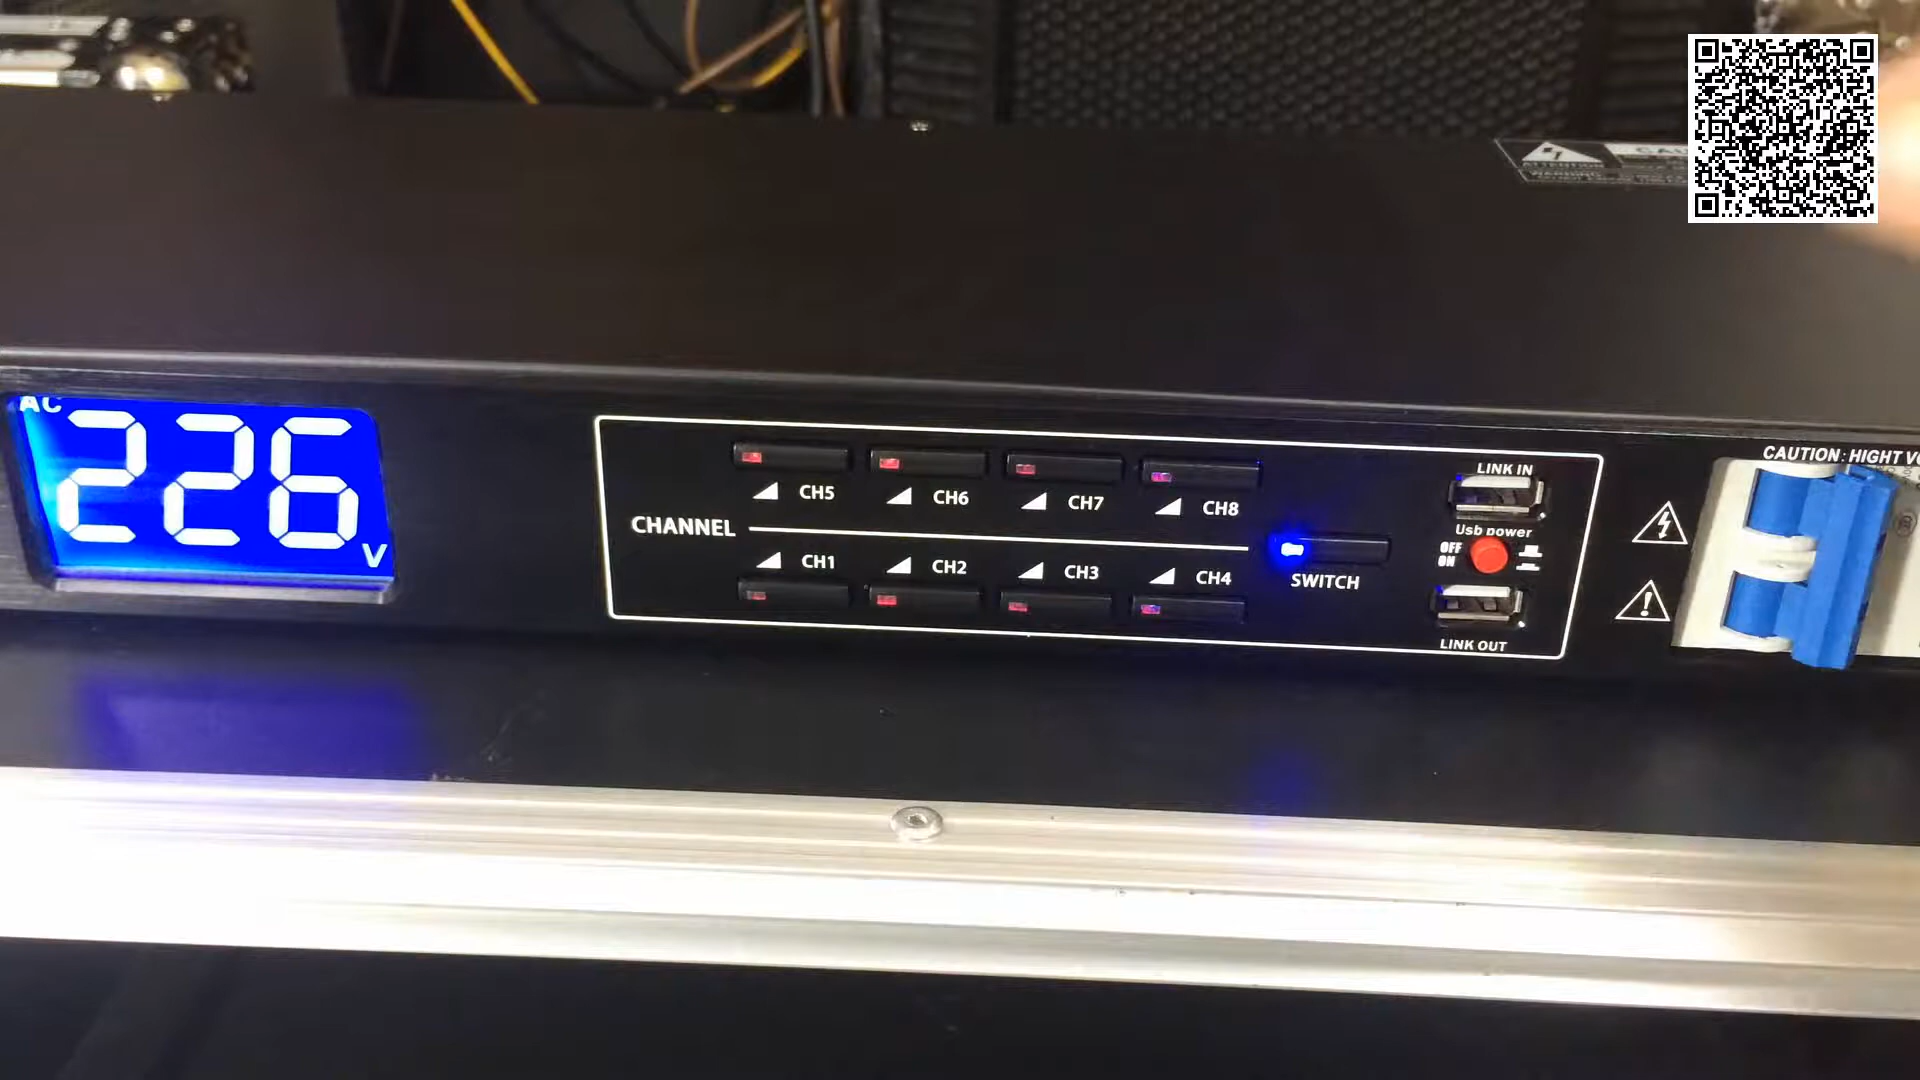 ATTENTION
AC
226
V
CHANNEL
CH5
CH6
CH7
CH8
CH1
CH2
CH3
CH4
SWITCH
LINK IN
Usb power
OFF
ON
LINK OUT
CAUTION: HIGHT